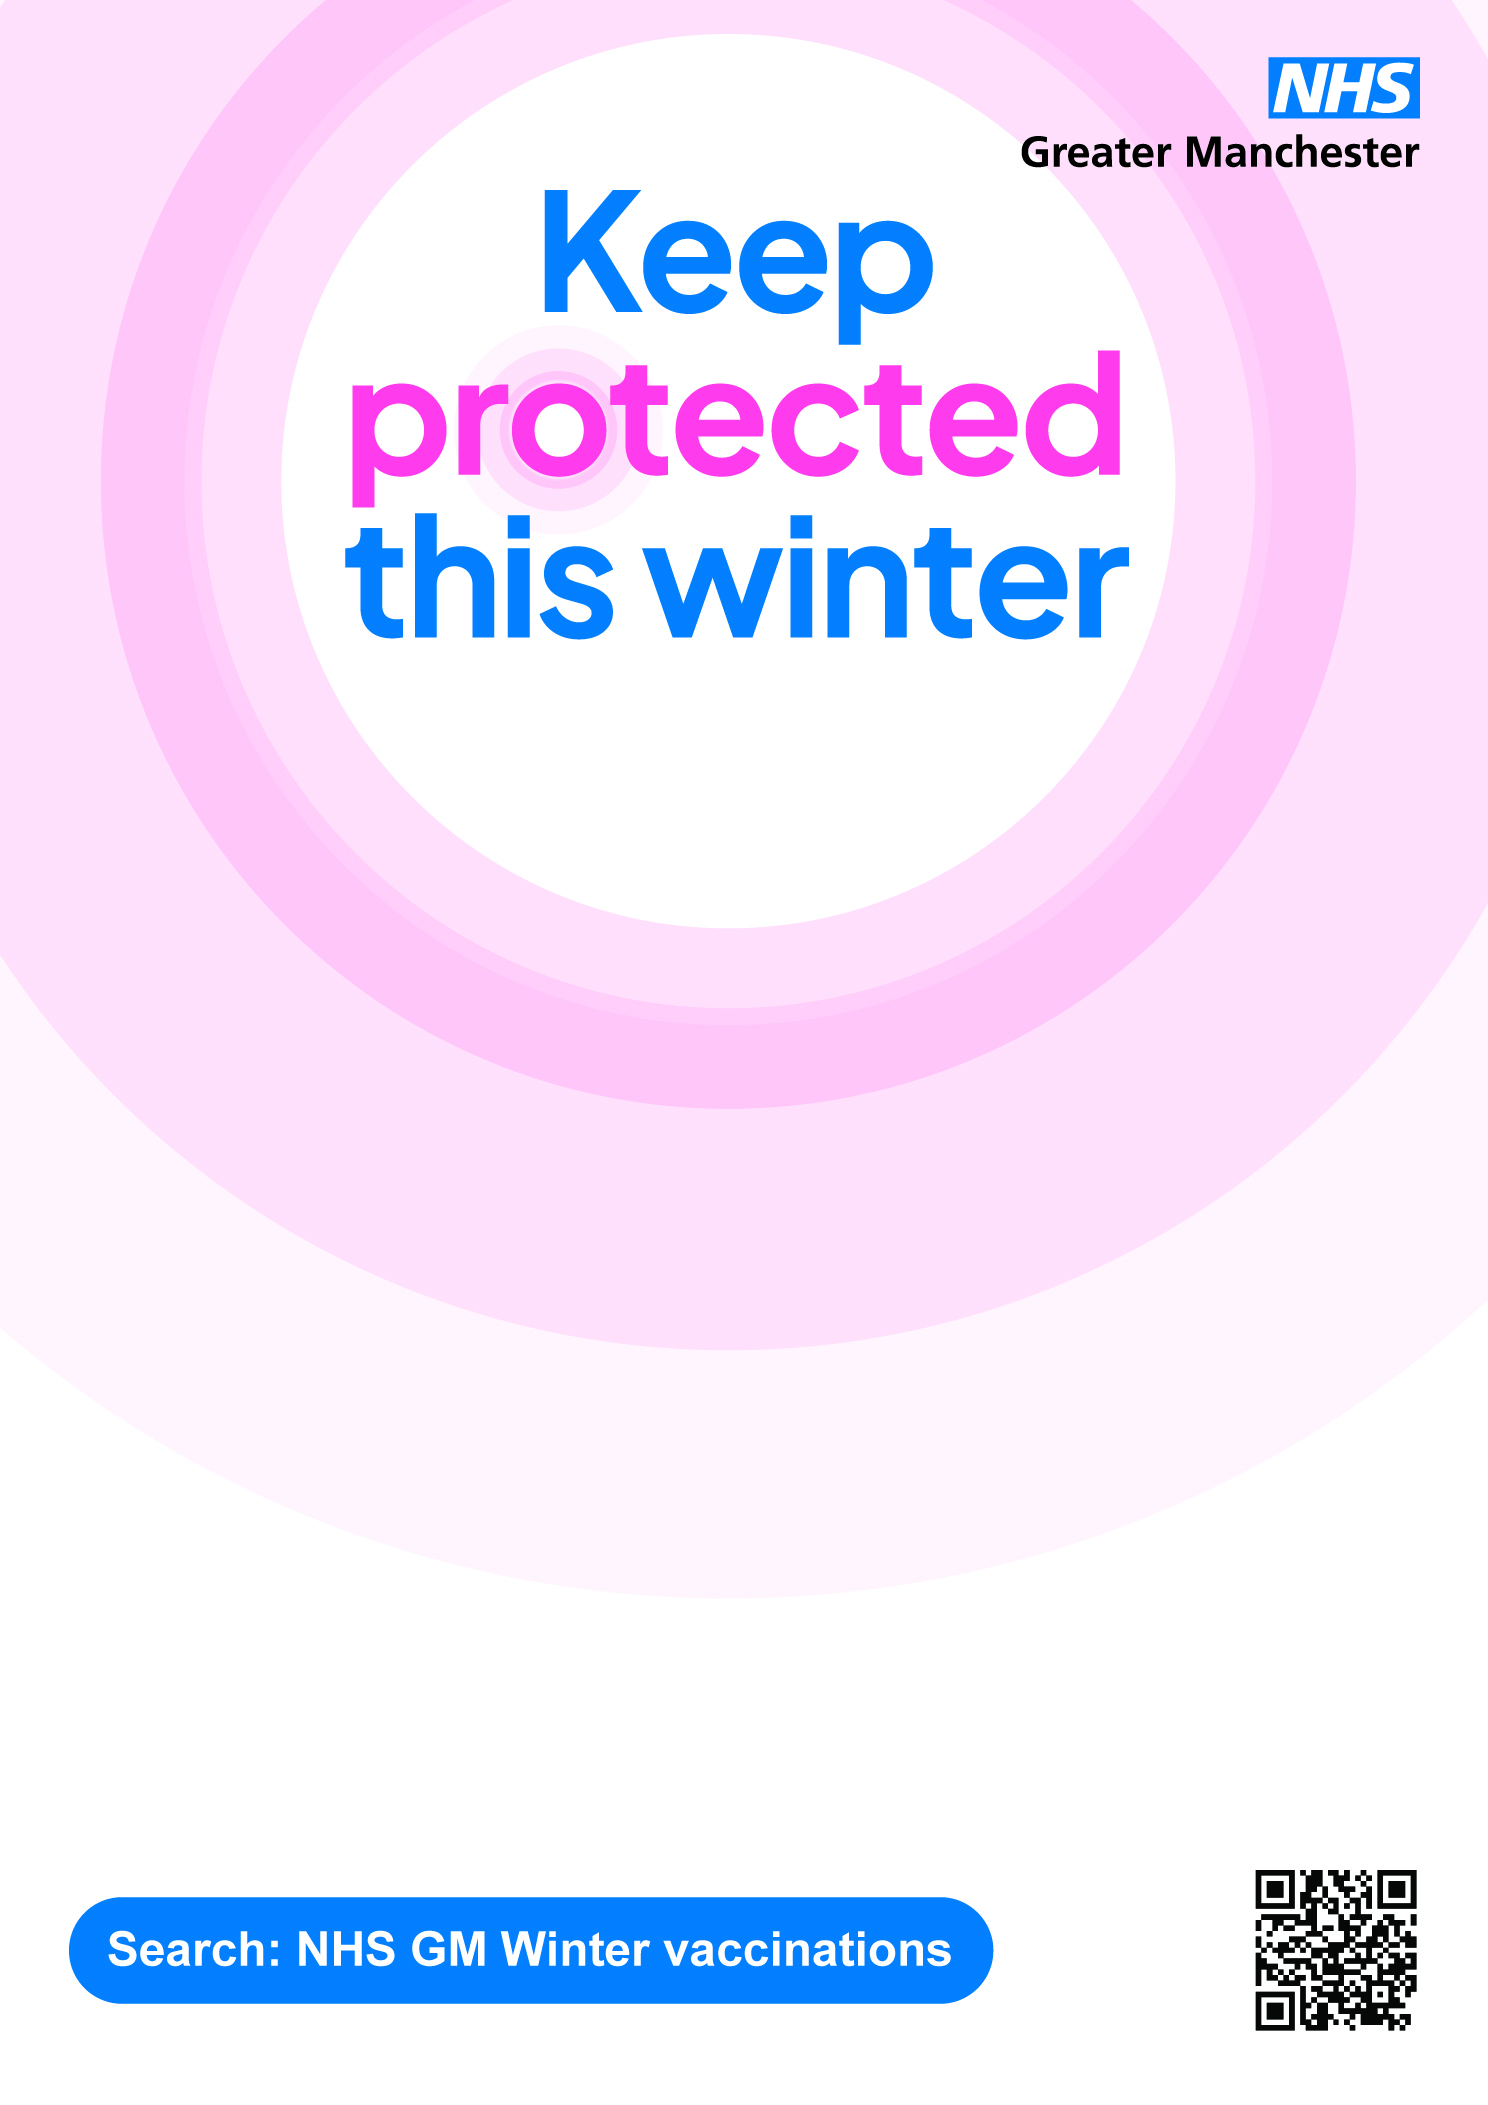 NHS
Greater Manchester
Keep
protected
this winter
Search: NHS GM Winter vaccinations